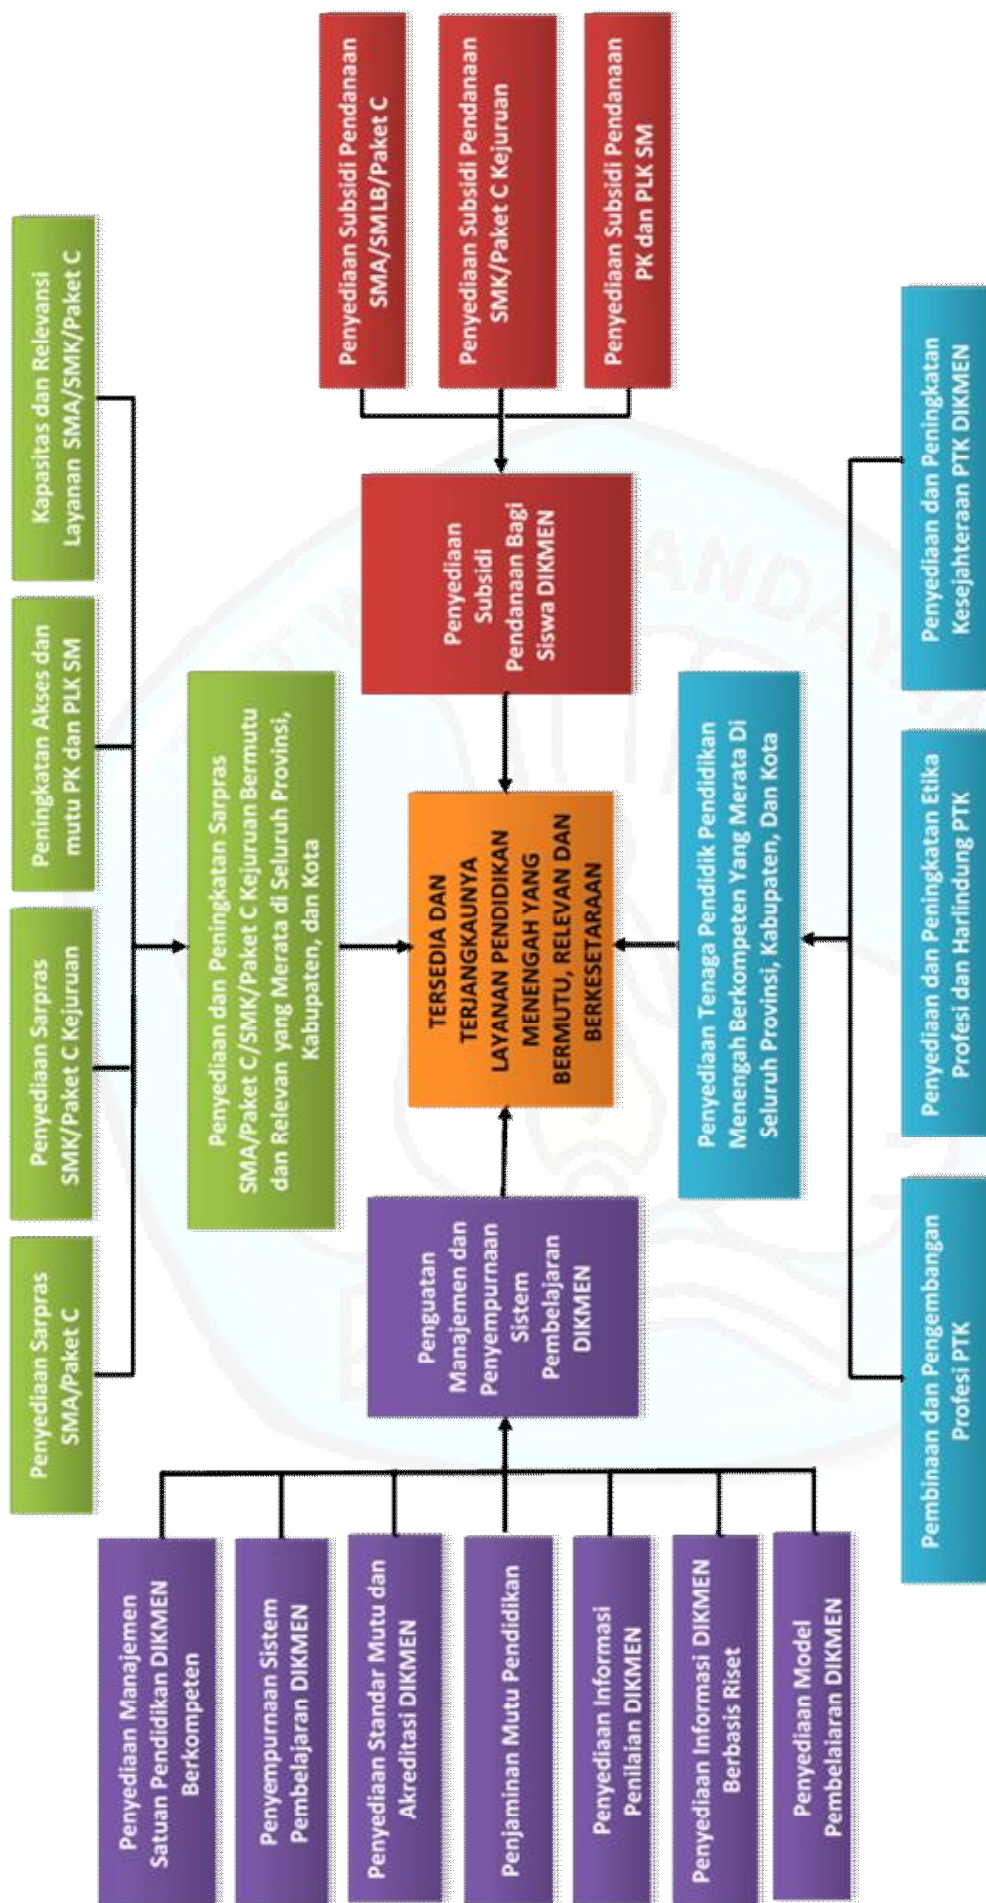 Penyediaan Sarpras
SMA/Paket C
Penyediaan Sarpras
SMK/Paket C Kejuruan
Peningkatan Akses dan
mutu PK dan PLK SM
Kapasitas dan Relevansi
Layanan SMA/SMK/Paket C
Penyediaan dan Peningkatan Sarpras
SMA/Paket C/SMK/Paket C Kejuruan Bermutu
dan Relevan yang Merata di Seluruh Provinsi,
Kabupaten, dan Kota
Penyediaan Manajemen
Satuan Pendidikan DIKMEN
Berkompeten
Penyempurnaan Sistem
Pembelajaran DIKMEN
Penyediaan Standar Mutu dan
Akreditasi DIKMEN
Penjaminan Mutu Pendidikan
Penyediaan Informasi
Penilaian DIKMEN
Penyediaan Informasi DIKMEN
Berbasis Riset
Penyediaan Model
Pembelaiaran DIKMEN
Penguatan
Manajemen dan
Penyempurnaan
Sistem
Pembelajaran
DIKMEN
TERSEDIA DAN
TERJANGKAUNYA
LAYANAN PENDIDIKAN
MENENGAH YANG
BERMUTU, RELEVAN DAN
BERKESETARAAN
Penyediaan
Subsidi
Pendanaan Bagi
Siswa DIKMEN
Penyediaan Subsidi Pendanaan
SMA/SMLB/Paket C
Penyediaan Subsidi Pendanaan
SMK/Paket C Kejuruan
Penyediaan Subsidi Pendanaan
PK dan PLK SM
Penyediaan Tenaga Pendidik Pendidikan
Menengah Berkompeten Yang Merata Di
Seluruh Provinsi, Kabupaten, Dan Kota
Pembinaan dan Pengembangan
Profesi PTK
Penyediaan dan Peningkatan Etika
Profesi dan Harlindung PTK
Penyediaan dan Peningkatan
Kesejahteraan PTK DIKMEN